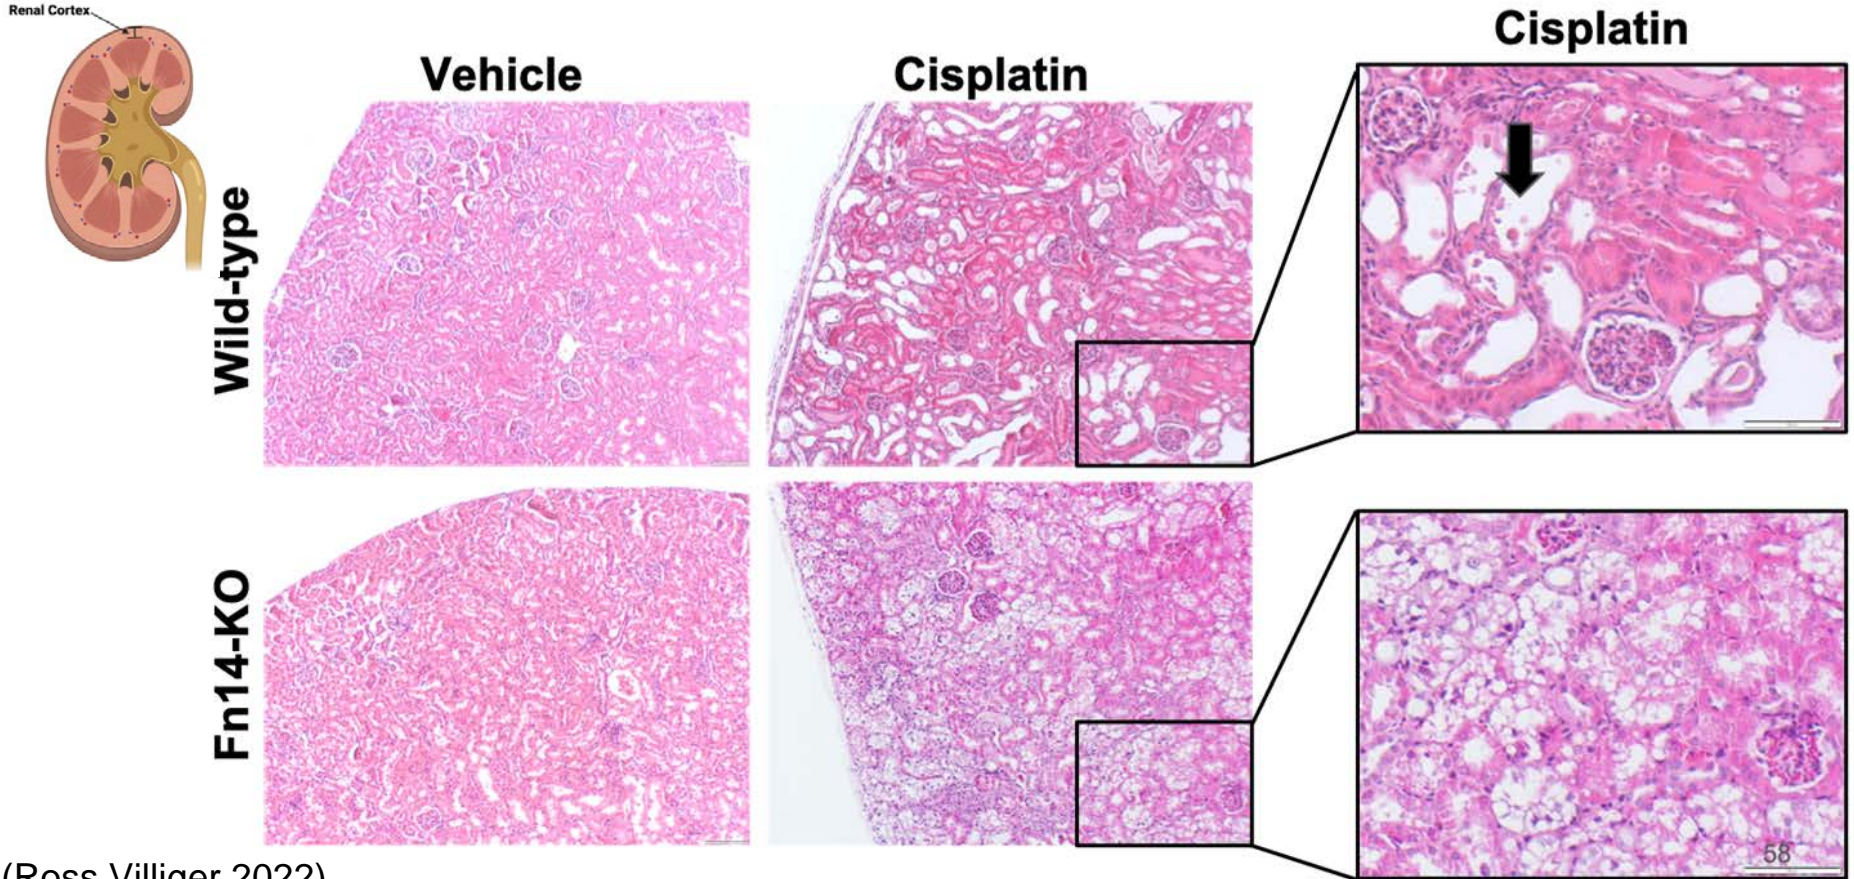 Renal Cortex
Vehicle
Cisplatin
Cisplatin
Wild-type
Fn14-KO
58
(Ross Villiger 2022)